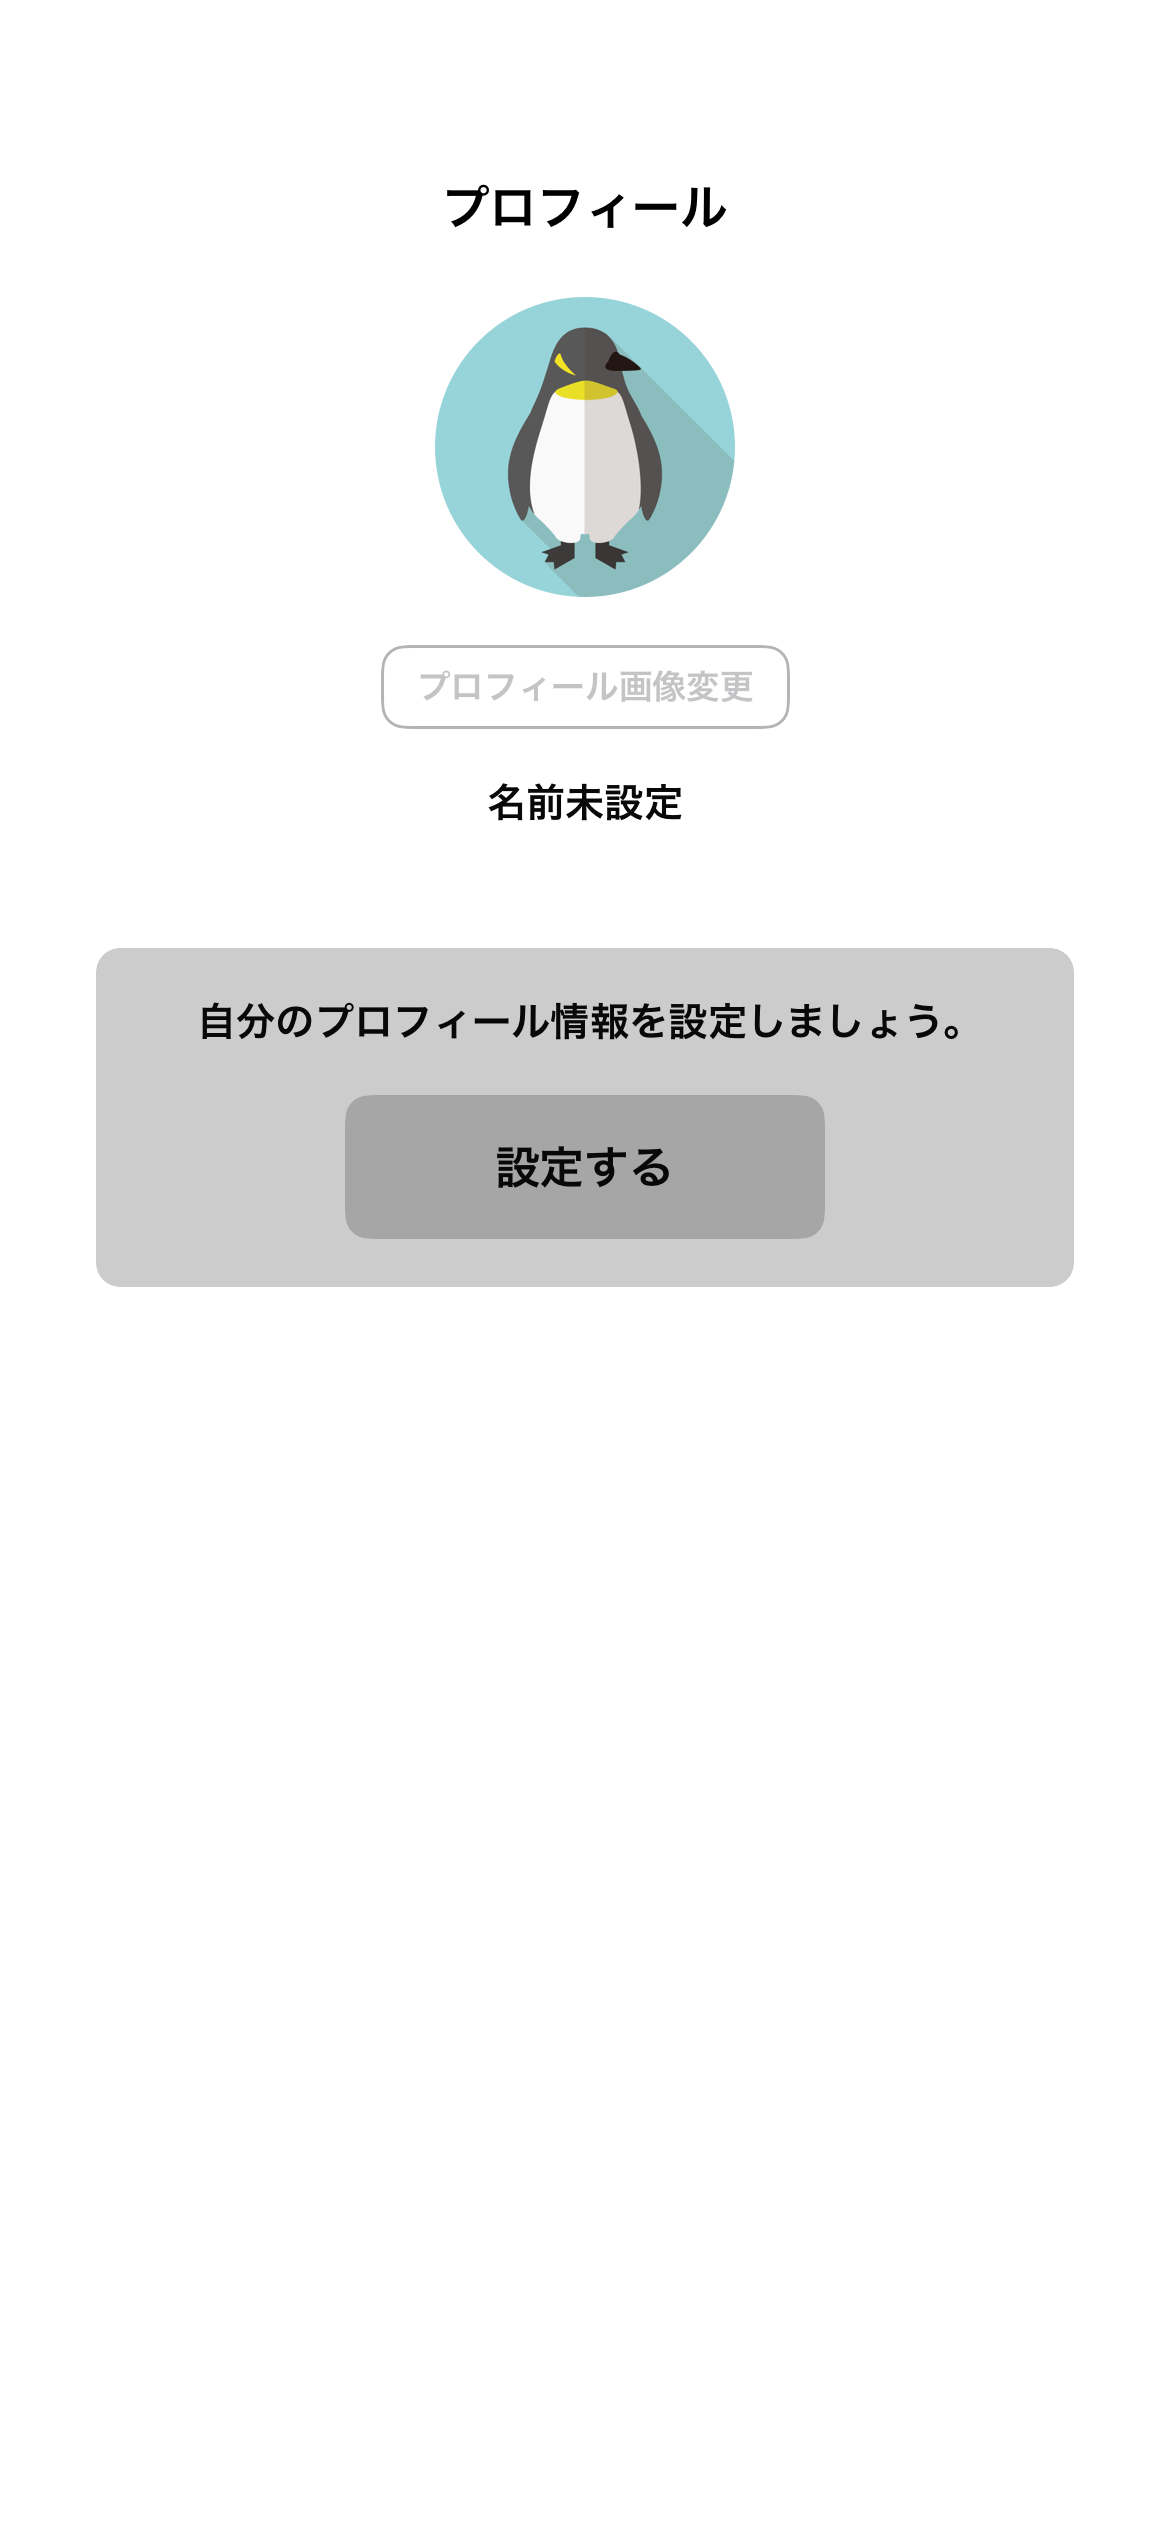 プロフィール
プロフィール画像変更
名前未設定
自分のプロフィール情報を設定しましょう。
設定する